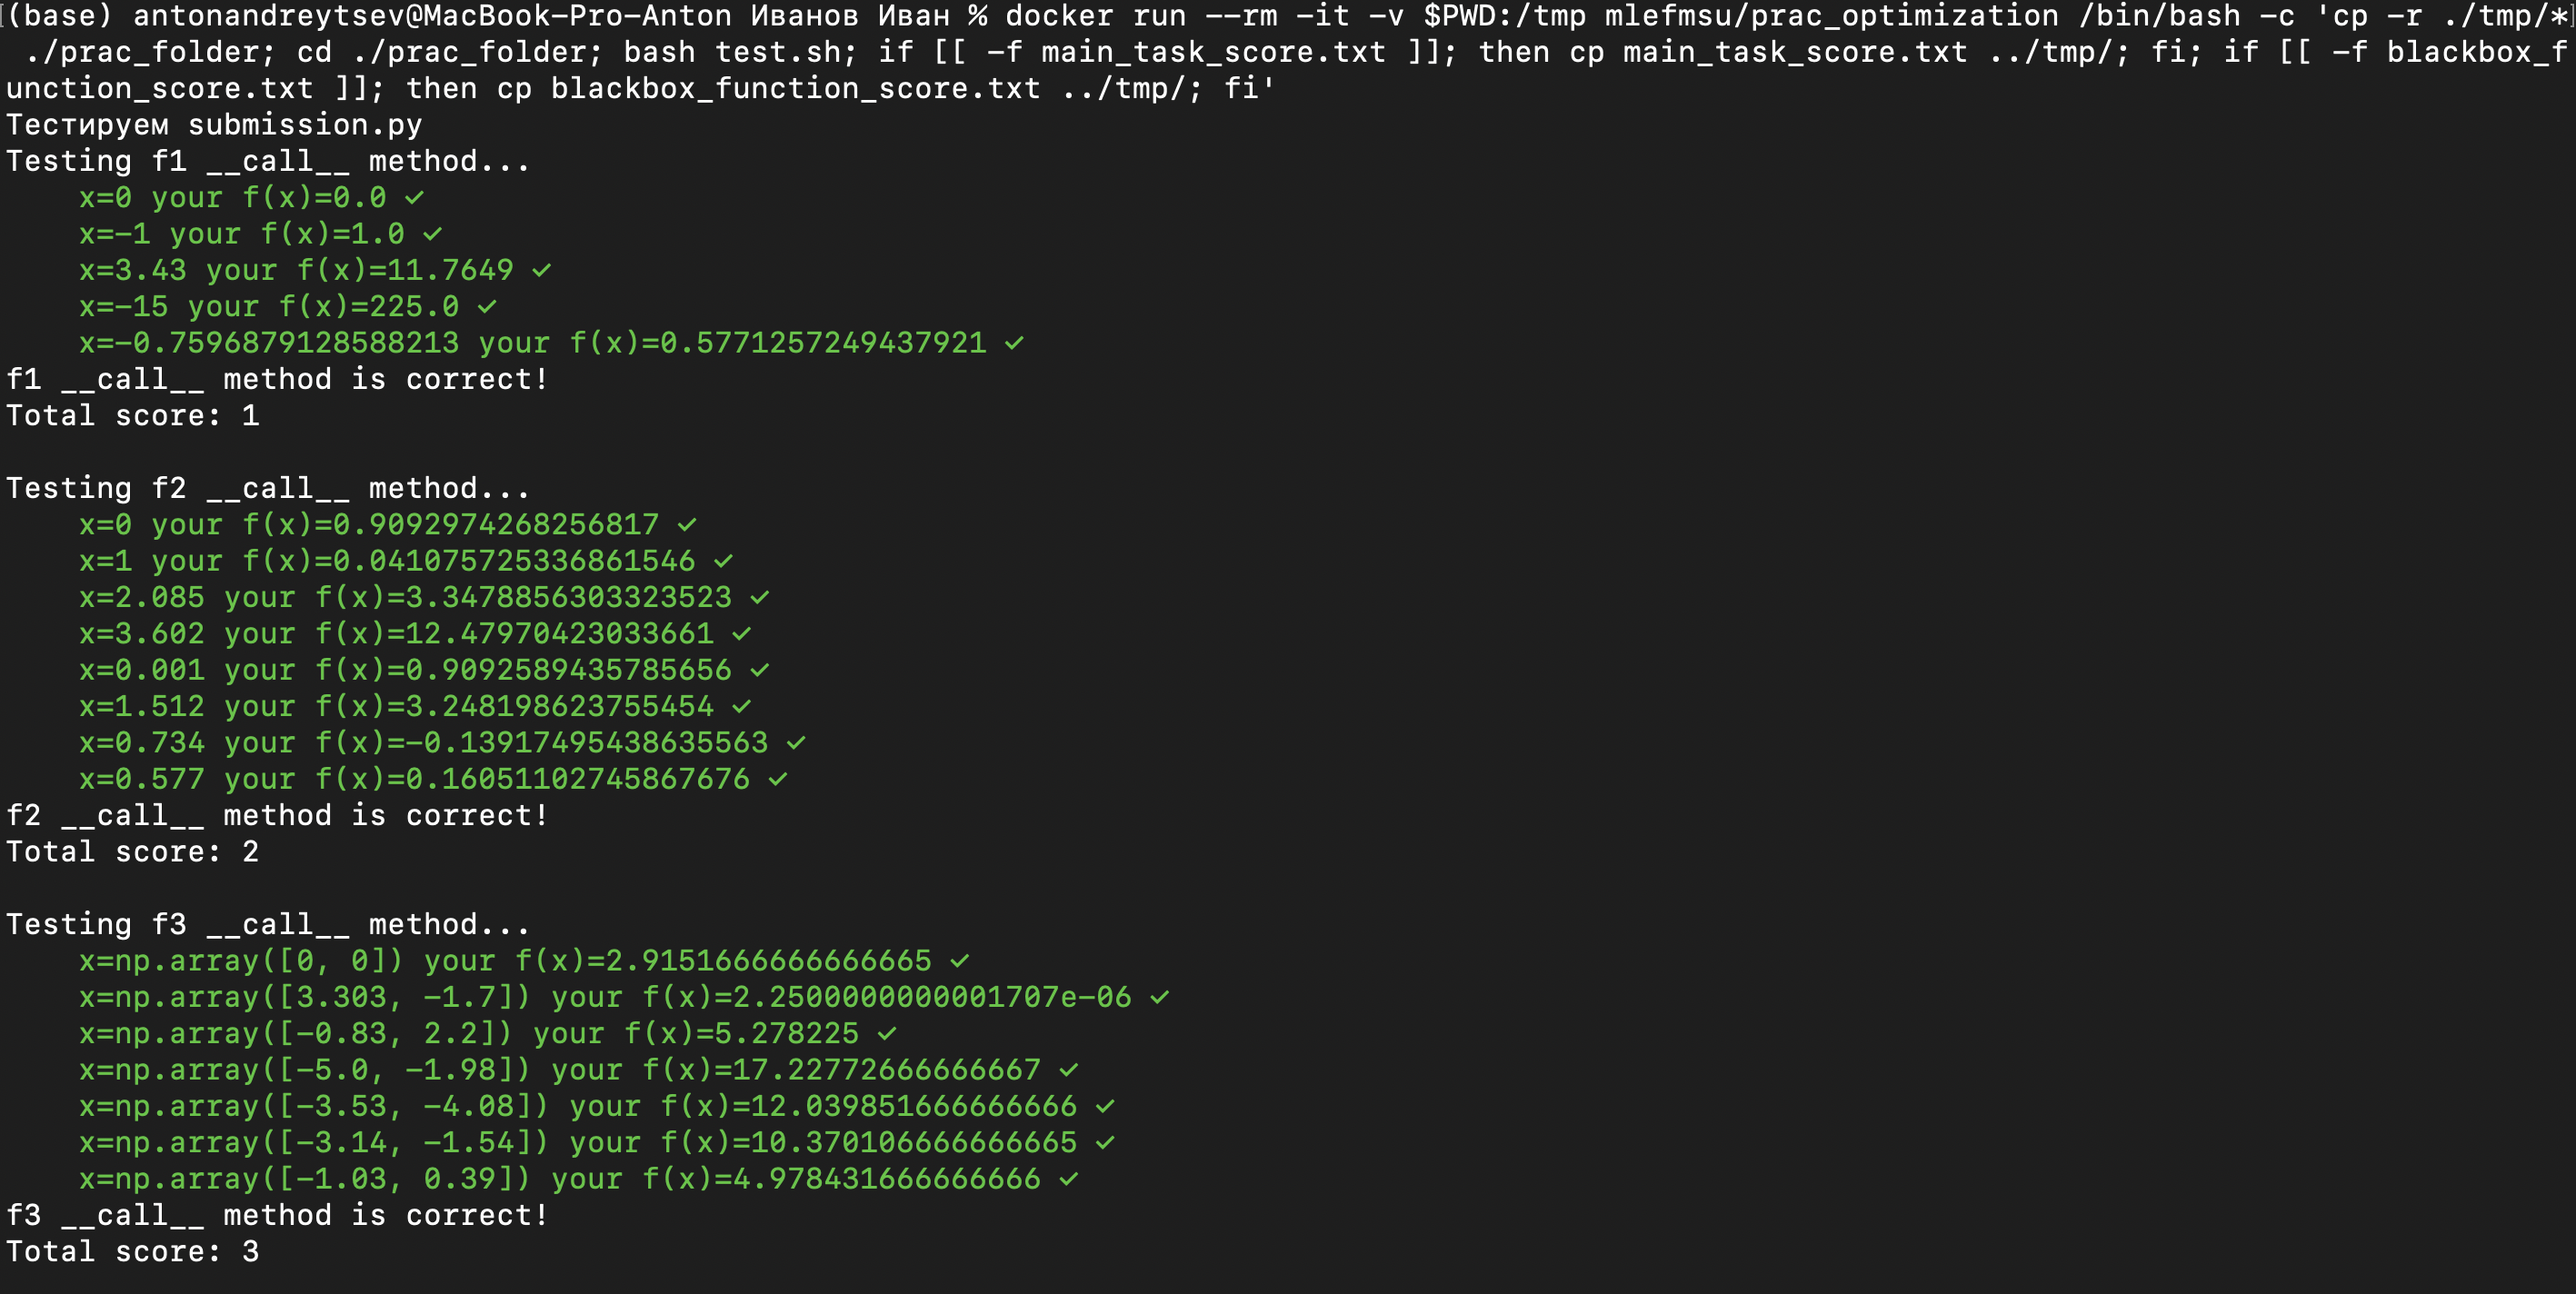 (base) antonandreytsev@MacBook-Pro-Anton Иванов Иван % docker run --rm -it -v $PWD:/tmp mlefmsu/prac_optimization /bin/bash -c 'cp -r ./tmp/*
./prac_folder; cd ./prac_folder; bash test.sh; if [[ -f main_task_score.txt ]]; then cp main_task_score.txt ../tmp/; fi; if [[ -f blackbox_f
unction_score.txt ]]; then cp blackbox_function_score.txt ../tmp/; fi'
Тестируем submission.py
Testing f1 __call__ method...
x=0 your f(x)=0.0 ✓
x=-1 your f(x)=1.0 ✓
x=3.43 your f(x)=11.7649 ✓
x=-15 your f(x)=225.0 ✓
x=-0.7596879128588213 your f(x)=0.5771257249437921 ✓
f1 __call__ method is correct!
Total score: 1
Testing f2 __call__ method...
x=0 your f(x)=0.9092974268256817 ✓
x=1 your f(x)=0.041075725336861546 ✓
x=2.085 your f(x)=3.3478856303323523 ✓
x=3.602 your f(x)=12.47970423033661 ✓
x=0.001 your f(x)=0.9092589435785656 ✓
x=1.512 your f(x)=3.248198623755454 ✓
x=0.734 your f(x)=-0.13917495438635563 ✓
x=0.577 your f(x)=0.16051102745867676 ✓
f2 __call__ method is correct!
Total score: 2
Testing f3 __call__ method...
x=np.array([0, 0]) your f(x)=2.9151666666666665 ✓
x=np.array([3.303, -1.7]) your f(x)=2.2500000000001707e-06 ✓
x=np.array([-0.83, 2.2]) your f(x)=5.278225 ✓
x=np.array([-5.0, -1.98]) your f(x)=17.22772666666667 ✓
x=np.array([-3.53, -4.08]) your f(x)=12.039851666666666 ✓
x=np.array([-3.14, -1.54]) your f(x)=10.370106666666665 ✓
x=np.array([-1.03, 0.39]) your f(x)=4.978431666666666 ✓
f3 __call__ method is correct!
Total score: 3